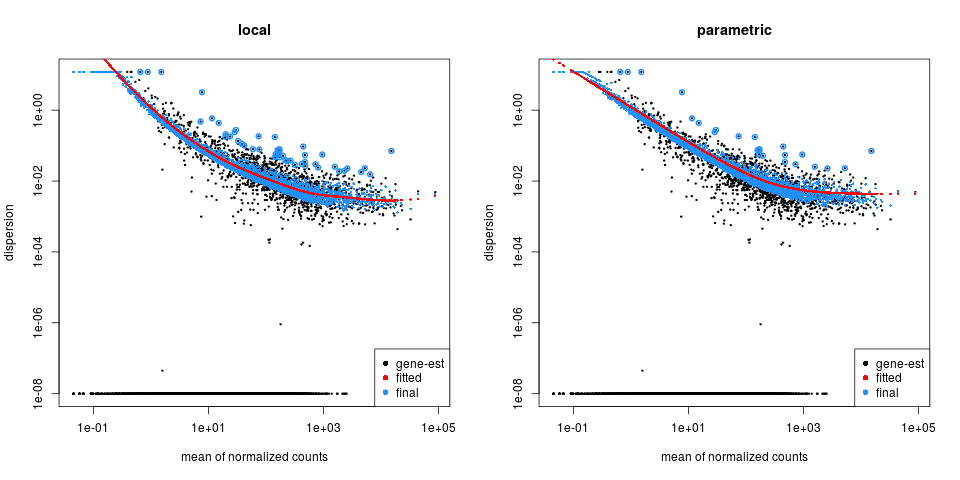 local
dispersion
1e+00
1e-02
1e-04
1e-06
1e-08
gene-est
fitted
final
1e-01 1e+01 1e+03 1e+05
mean of normalized counts
parametric
dispersion
1e+00
1e-02
1e-04
1e-06
1e-08
gene-est
fitted
final
1e-01 1e+01 1e+03 1e+05
mean of normalized counts